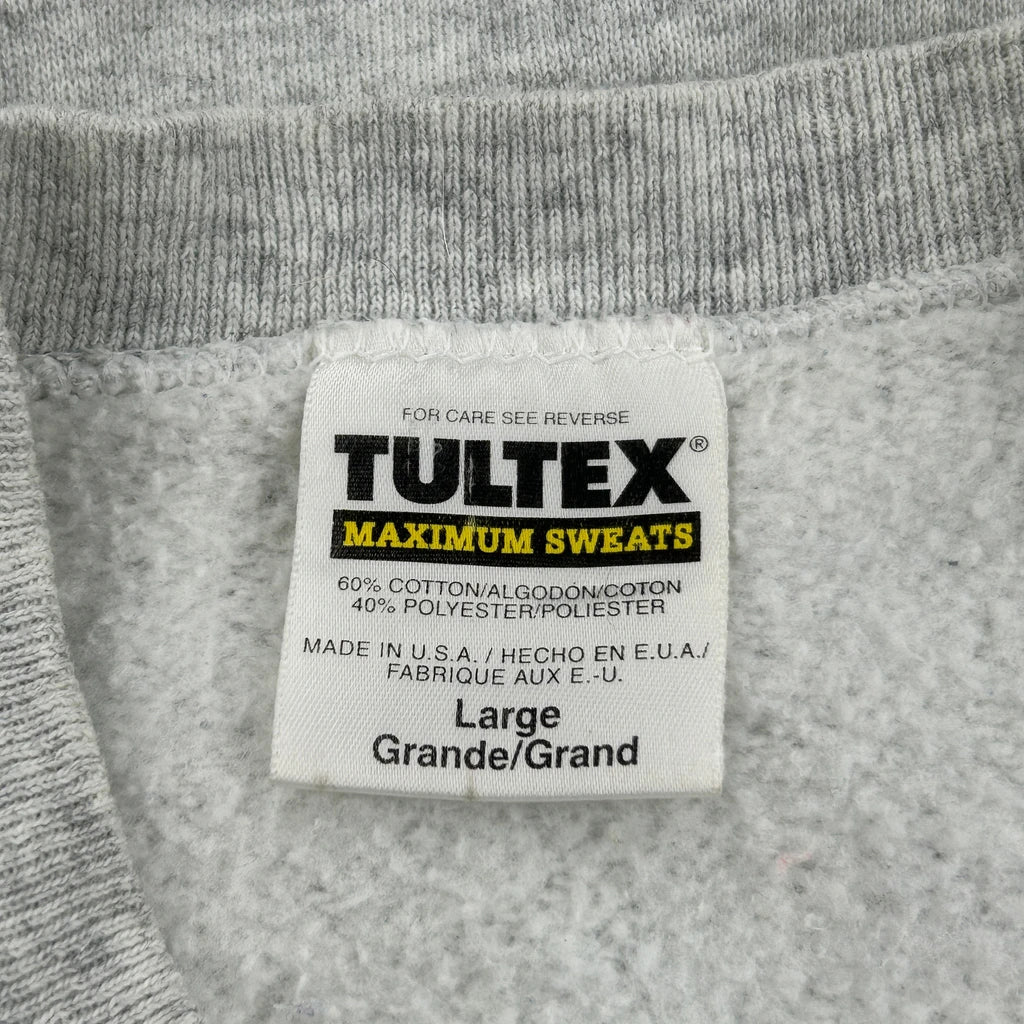 FOR CARE SEE REVERSE
TULTEX®
MAXIMUM SWEATS
60% COTTON/ALGODÓN/COTON
40% POLYESTER/POLIESTER
MADE IN U.S.A. / HECHO EN E.U.A./
FABRIQUE AUX E.-U.
Large
Grande/Grand